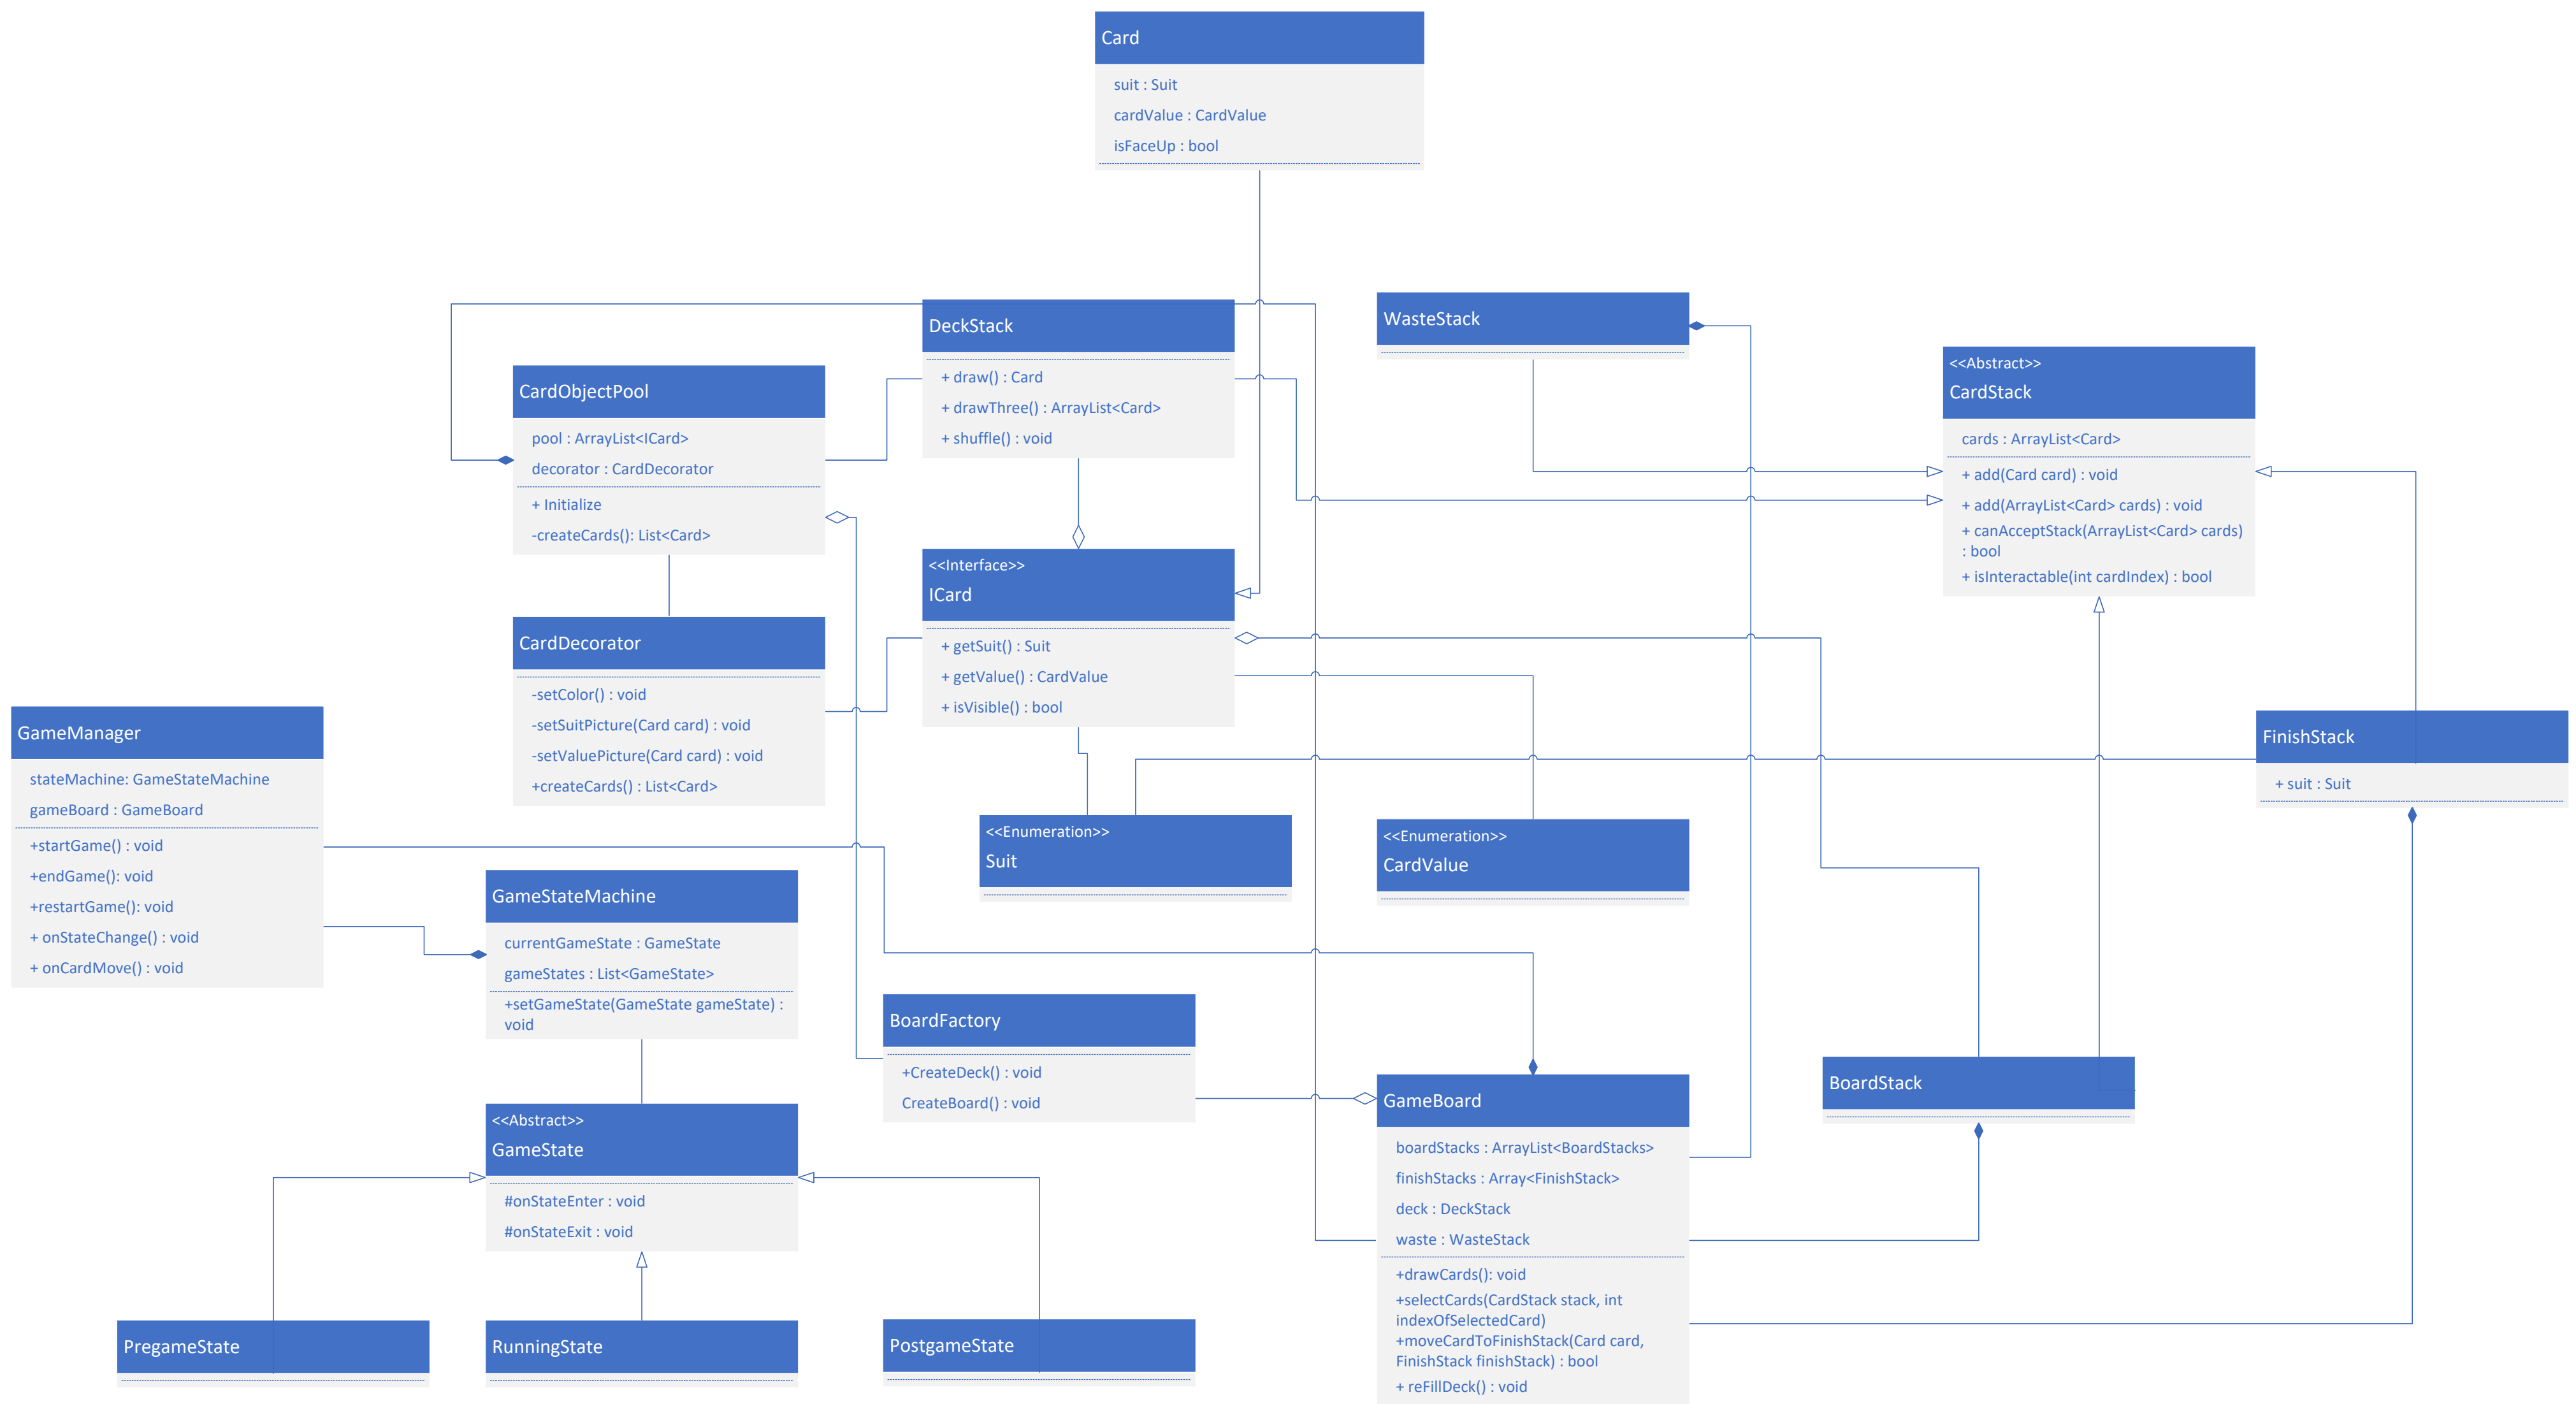 Card
suit : Suit
cardValue : CardValue
isFaceUp : bool
DeckStack
+ draw() : Card
+ drawThree() : ArrayList<Card>
+ shuffle() : void
WasteStack
<<Abstract>>
CardStack
cards : ArrayList<Card>
+ add(Card card) : void
+ add(ArrayList<Card> cards) : void
+ canAcceptStack(ArrayList<Card> cards)
: bool
+ isInteractable(int cardIndex) : bool
CardObjectPool
pool : ArrayList<ICard>
decorator : CardDecorator
+ Initialize
-createCards(): List<Card>
<<Interface>>
ICard
+ getSuit() : Suit
+ getValue() : CardValue
+ isVisible() : bool
CardDecorator
-setColor() : void
-setSuitPicture(Card card) : void
-setValuePicture(Card card) : void
+createCards() : List<Card>
GameManager
stateMachine: GameStateMachine
gameBoard : GameBoard
+startGame() : void
+endGame(): void
+restartGame(): void
+ onStateChange() : void
+ onCardMove() : void
FinishStack
+ suit : Suit
<<Enumeration>>
Suit
<<Enumeration>>
CardValue
GameStateMachine
currentGameState : GameState
gameStates : List<GameState>
+setGameState(GameState gameState) :
void
BoardFactory
+CreateDeck() : void
CreateBoard() : void
GameBoard
boardStacks : ArrayList<BoardStacks>
finishStacks : Array<FinishStack>
deck : DeckStack
waste : WasteStack
+drawCards(): void
+selectCards(CardStack stack, int
indexOfSelectedCard)
+moveCardToFinishStack(Card card,
FinishStack finishStack) : bool
+ reFillDeck() : void
BoardStack
<<Abstract>>
GameState
#onStateEnter : void
#onStateExit : void
PregameState
RunningState
PostgameState